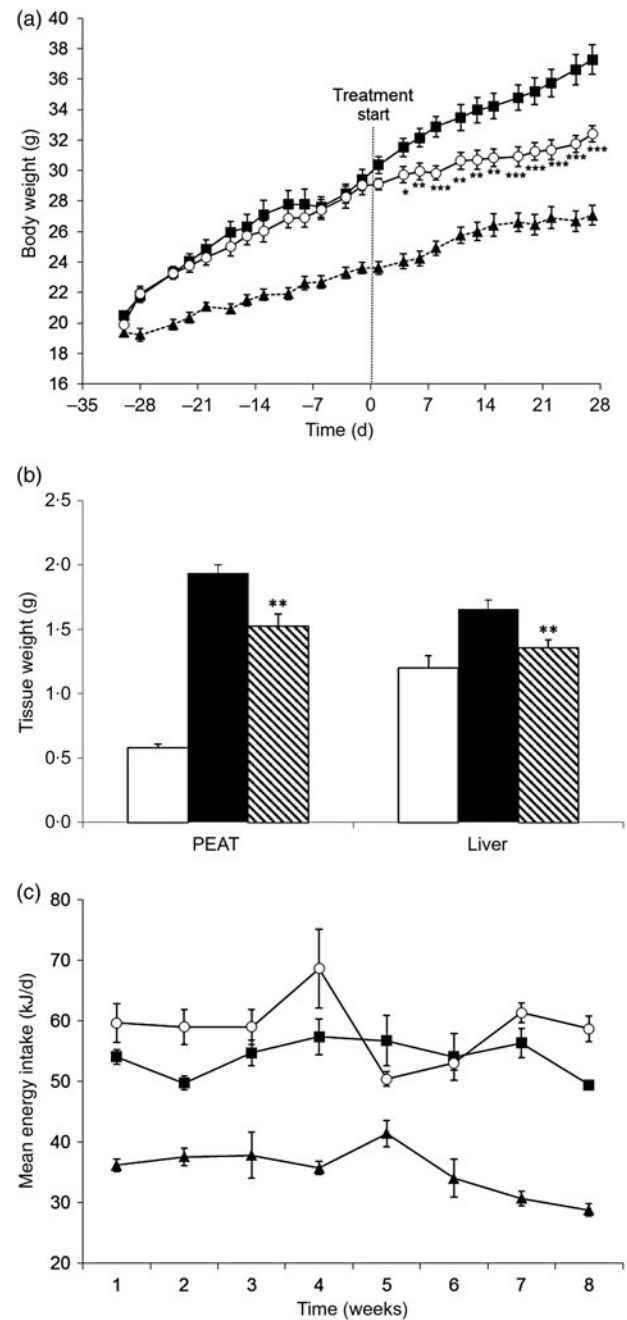 (a)
40
38
36
34
32
30
28
26
24
22
20
18
16
Body weight (g)
Treatment
start
* ** *** ** ** ** *** *** *** *** ***
–35 –28 –21 –14 –7 0 7 14 21 28
Time (d)
(b)
2·5
2·0
1·5
1·0
0·5
0·0
Tissue weight (g)
**
**
PEAT Liver
(c)
80
70
60
50
40
30
20
Mean energy intake (kJ/d)
1 2 3 4 5 6 7 8
Time (weeks)